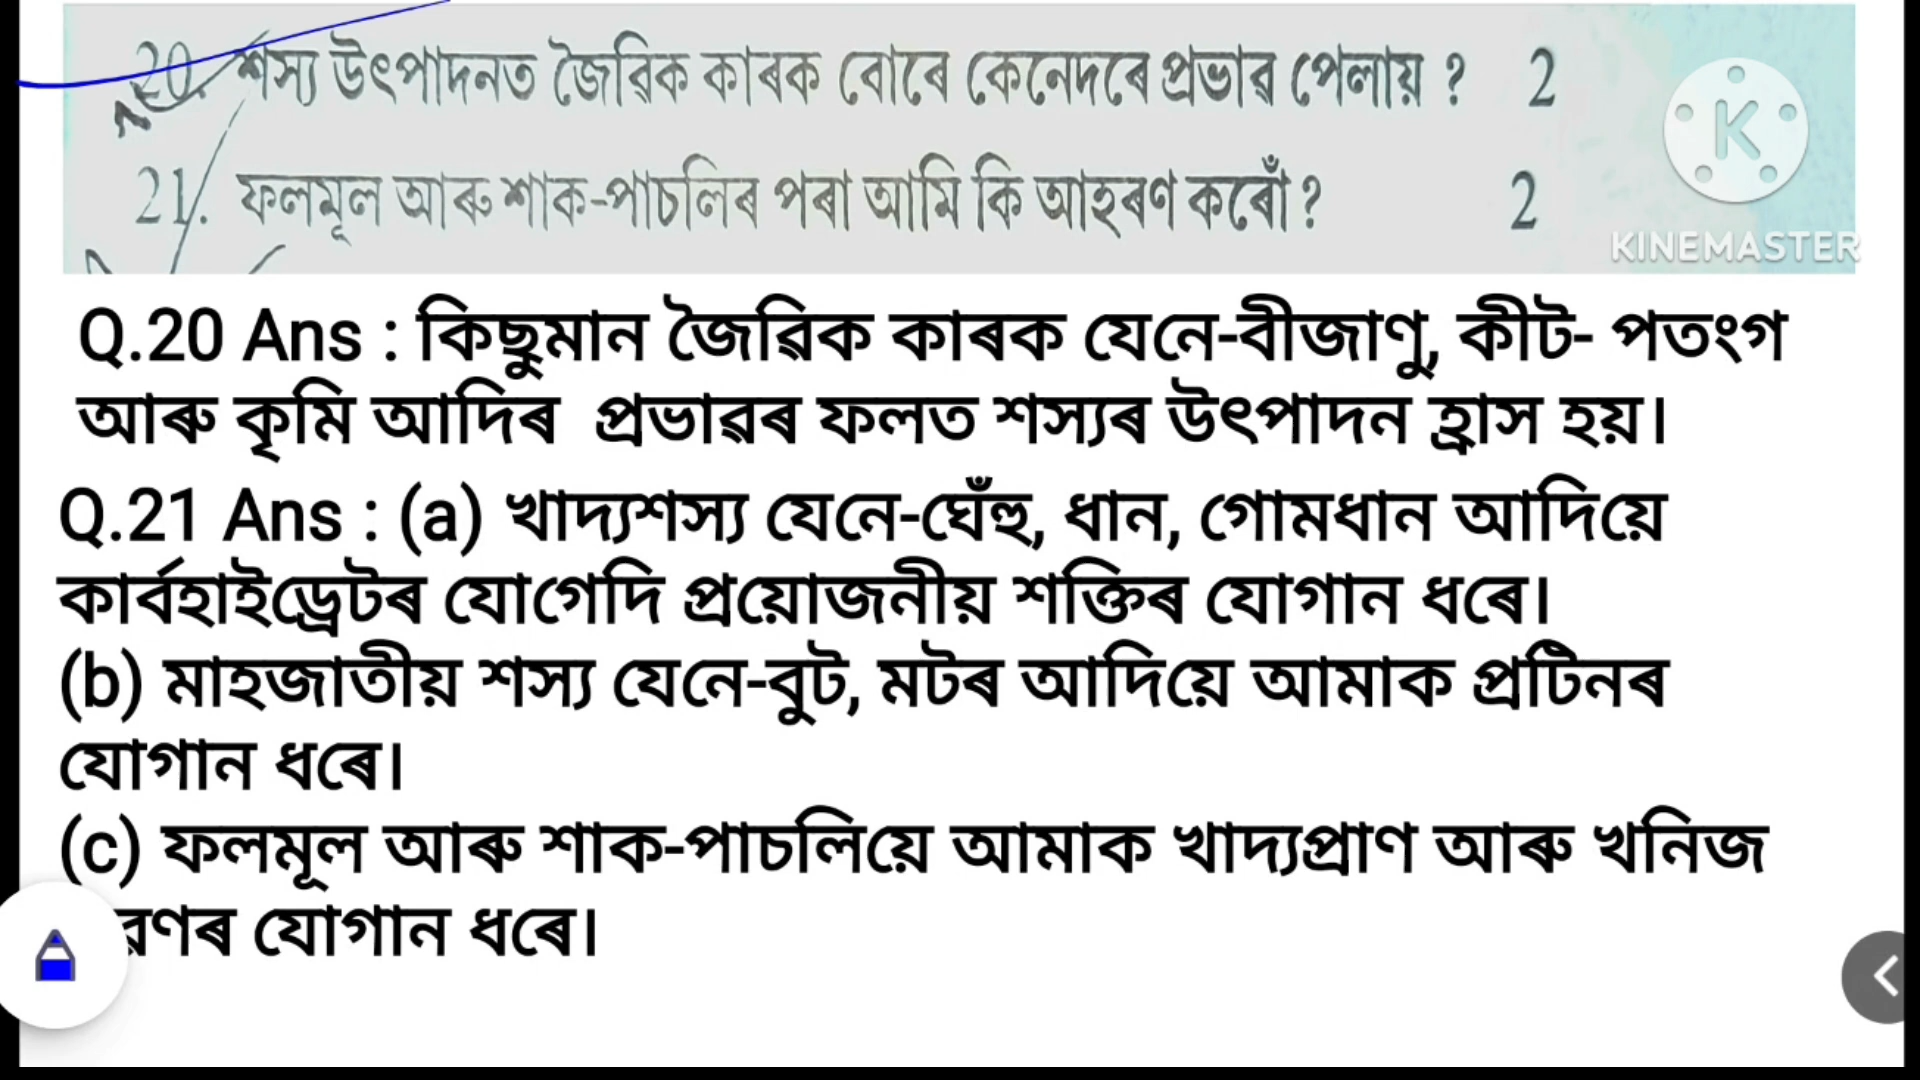 20. শস্য উৎপাদনত জৈৱিক কাৰক বোৰে কেনেদৰে প্ৰভাৱ পেলায় ? 2
21. ফলমূল আৰু শাক-পাচলিৰ পৰা আমি কি আহৰণ কৰোঁ ? 2
K
KINEMASTER
Q.20 Ans : কিছুমান জৈৱিক কাৰক যেনে-বীজাণু, কীট- পতংগ
আৰু কৃমি আদিৰ প্ৰভাৱৰ ফলত শস্যৰ উৎপাদন হ্ৰাস হয়।
Q.21 Ans : (a) খাদ্যশস্য যেনে-ঘেঁহু, ধান, গোমধান আদিয়ে
কাৰ্বহাইড্ৰেটৰ যোগেদি প্ৰয়োজনীয় শক্তিৰ যোগান ধৰে।
(b) মাহজাতীয় শস্য যেনে-বুট, মটৰ আদিয়ে আমাক প্ৰটিনৰ
যোগান ধৰে।
(c) ফলমূল আৰু শাক-পাচলিয়ে আমাক খাদ্যপ্ৰাণ আৰু খনিজ
যোগান ধৰে।